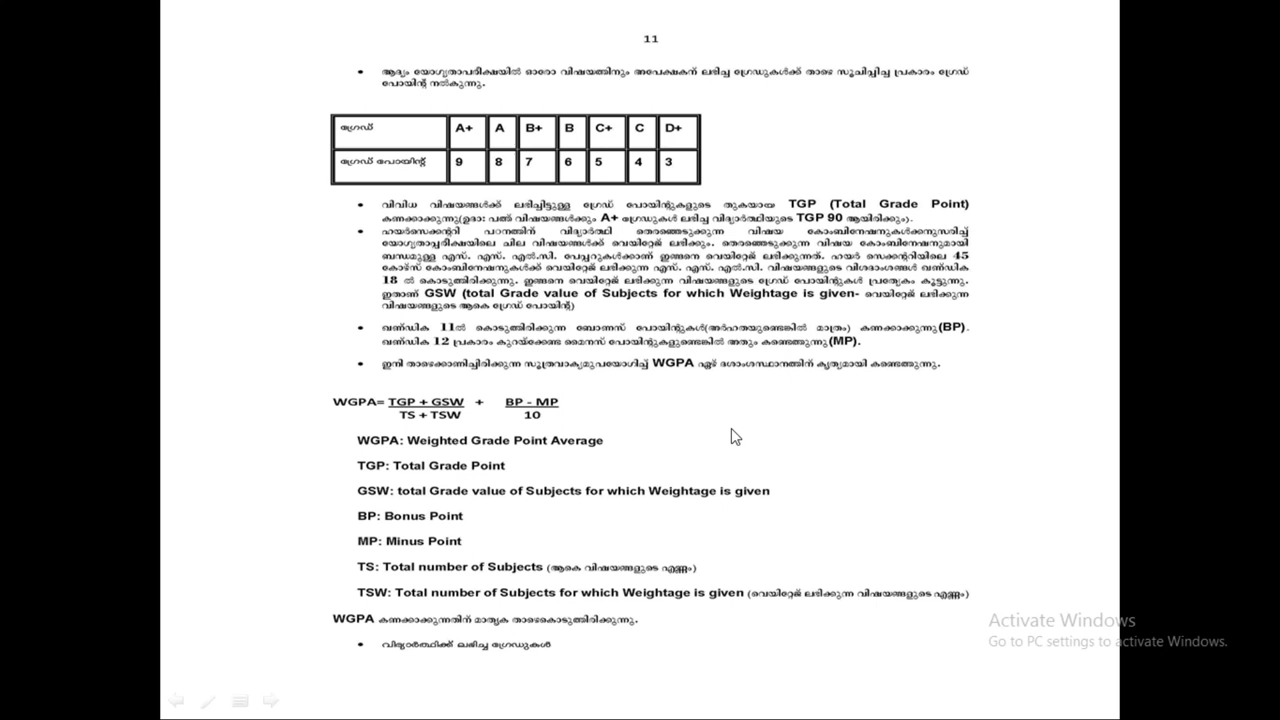 11
• ആദ്യം യോഗ്യതാപരീക്ഷയിൽ ഓരോ വിഷയത്തിനും അപേക്ഷകന് ലഭിച്ച ഗ്രേഡുകൾക്ക് താഴെ സൂചിപ്പിച്ച പ്രകാരം ഗ്രേഡ്
പോയിന്റ് നൽകുന്നു.
ഗ്രേഡ് A+ A B+ B C+ C D+
ഗ്രേഡ് പോയിന്റ് 9 8 7 6 5 4 3
• വിവിധ വിഷയങ്ങൾക്ക് ലഭിച്ചിട്ടുള്ള ഗ്രേഡ് പോയിന്റുകളുടെ തുകയായ TGP (Total Grade Point)
കണക്കാക്കുന്നു(ഉദാ: പത്ത് വിഷയങ്ങൾക്കും A+ ഗ്രേഡുകൾ ലഭിച്ച വിദ്യാർത്ഥിയുടെ TGP 90 ആയിരിക്കും).
• ഹയർസെക്കന്ററി പഠനത്തിന് വിദ്യാർത്ഥി തെരഞ്ഞെടുക്കുന്ന വിഷയ കോംബിനേഷനുകൾക്കനുസരിച്ച്
യോഗ്യതാപ്പരീക്ഷയിലെ ചില വിഷയങ്ങൾക്ക് വെയിറ്റേജ് ലഭിക്കും. തെരഞ്ഞെടുക്കുന്ന വിഷയ കോംബിനേഷനുമായി
ബന്ധമുള്ള എസ്. എസ്. എൽ.സി. പേപ്പറുകൾക്കാണ് ഇങ്ങനെ വെയിറ്റേജ് ലഭിക്കുന്നത്. ഹയർ സെക്കന്ററിയിലെ 45
കോഴ്സ് കോംബിനേഷനുകൾക്ക് വെയിറ്റേജ് ലഭിക്കുന്ന എസ്. എസ്. എൽ.സി. വിഷയങ്ങളുടെ വിശദാംശങ്ങൾ ഖണ്ഡിക
18 ൽ കൊടുത്തിരിക്കുന്നു. ഇങ്ങനെ വെയിറ്റേജ് ലഭിക്കുന്ന വിഷയങ്ങളുടെ ഗ്രേഡ് പോയിന്റുകൾ പ്രത്യേകം കൂട്ടുന്നു.
ഇതാണ് GSW (total Grade value of Subjects for which Weightage is given- വെയിറ്റേജ് ലഭിക്കുന്ന
വിഷയങ്ങളുടെ ആകെ ഗ്രേഡ് പോയിന്റ്)
• ഖണ്ഡിക 11ൽ കൊടുത്തിരിക്കുന്ന ബോണസ് പോയിന്റുകൾ(അർഹതയുണ്ടെങ്കിൽ മാത്രം) കണക്കാക്കുന്നു(BP).
ഖണ്ഡിക 12 പ്രകാരം കുറയ്ക്കേണ്ട മൈനസ് പോയിന്റുകളുണ്ടെങ്കിൽ അതും കണ്ടെത്തുന്നു(MP).
• ഇനി താഴെക്കാണിച്ചിരിക്കുന്ന സൂത്രവാക്യമുപയോഗിച്ച് WGPA ഏഴ് ദശാംശസ്ഥാനത്തിന് കൃത്യമായി കണ്ടെത്തുന്നു.
WGPA= TGP + GSW + BP - MP
TS + TSW 10
WGPA: Weighted Grade Point Average
TGP: Total Grade Point
GSW: total Grade value of Subjects for which Weightage is given
BP: Bonus Point
MP: Minus Point
TS: Total number of Subjects (ആകെ വിഷയങ്ങളുടെ എണ്ണം)
TSW: Total number of Subjects for which Weightage is given (വെയിറ്റേജ് ലഭിക്കുന്ന വിഷയങ്ങളുടെ എണ്ണം)
WGPA കണക്കാക്കുന്നതിന് മാതൃക താഴെകൊടുത്തിരിക്കുന്നു.
• വിദ്യാർത്ഥിക്ക് ലഭിച്ച ഗ്രേഡുകൾ
Activate Windows
Go to PC settings to activate Windows.